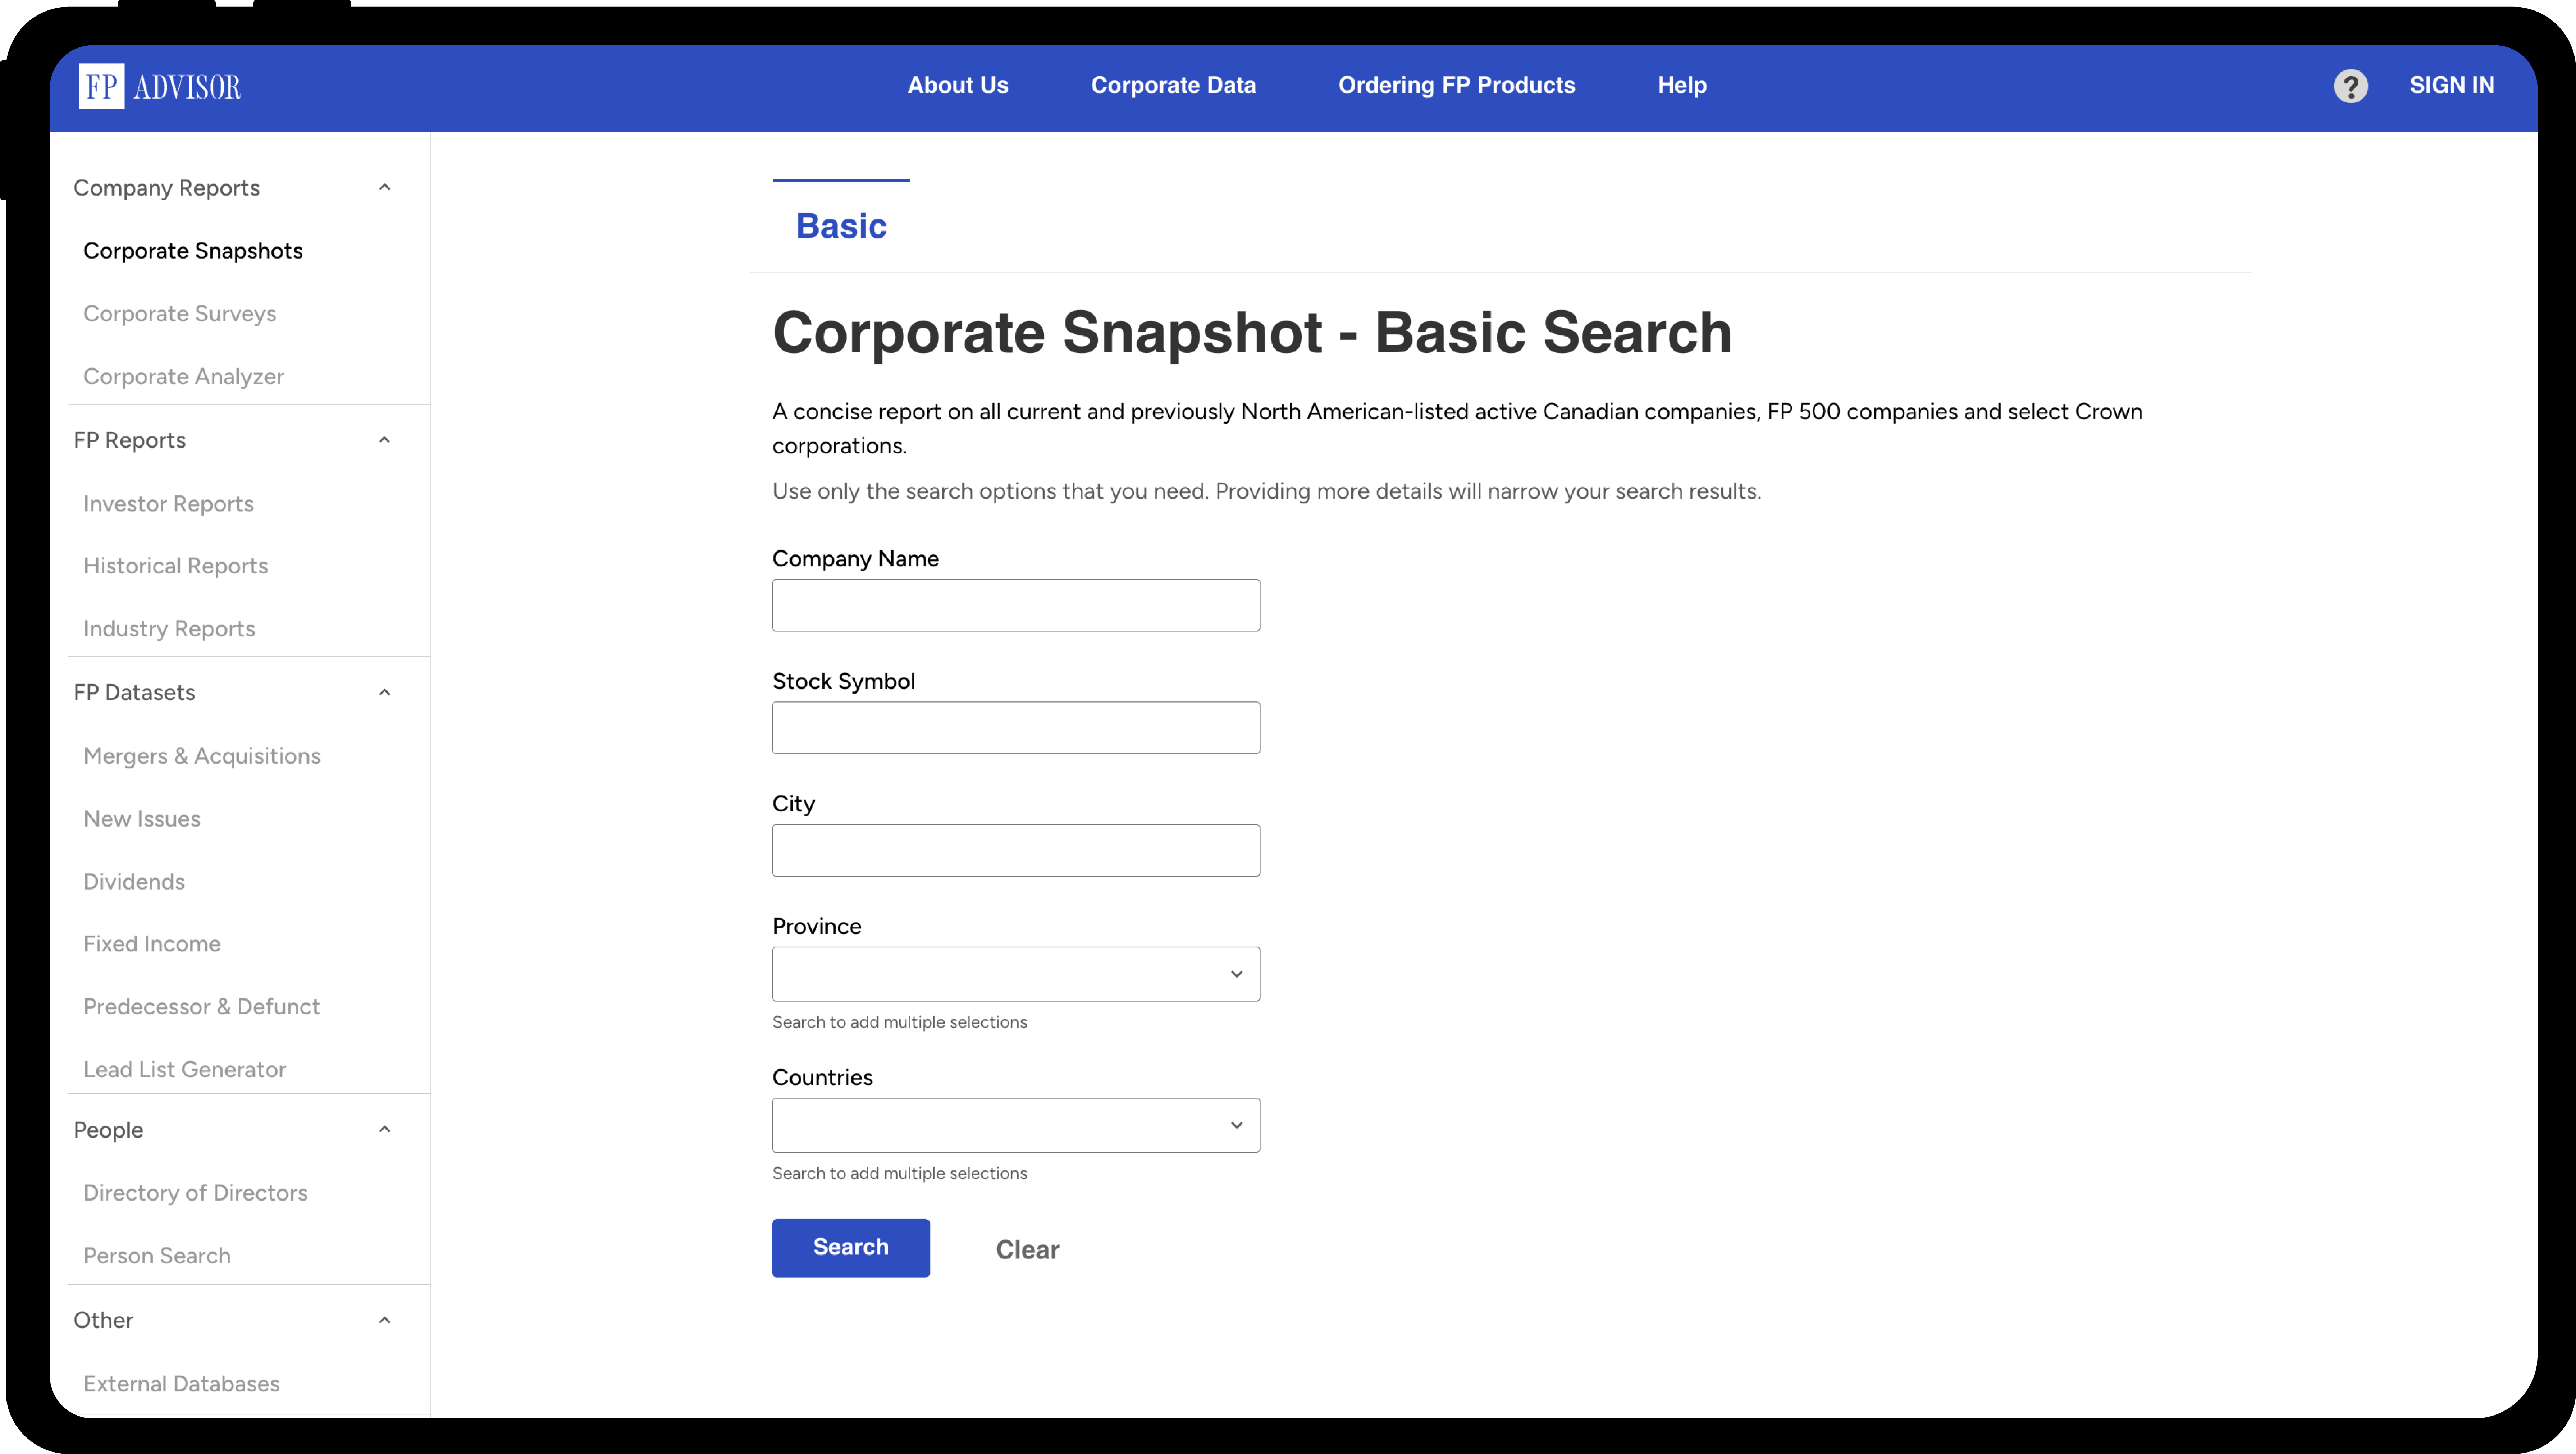 FP ADVISOR
About Us
Corporate Data
Ordering FP Products
Help
?
SIGN IN
Company Reports
Corporate Snapshots
Corporate Surveys
Corporate Analyzer
FP Reports
Investor Reports
Historical Reports
Industry Reports
FP Datasets
Mergers & Acquisitions
New Issues
Dividends
Fixed Income
Predecessor & Defunct
Lead List Generator
People
Directory of Directors
Person Search
Other
External Databases
Basic
Corporate Snapshot - Basic Search
A concise report on all current and previously North American-listed active Canadian companies, FP 500 companies and select Crown
corporations.
Use only the search options that you need. Providing more details will narrow your search results.
Company Name
Stock Symbol
City
Province
Search to add multiple selections
Countries
Search to add multiple selections
Search
Clear